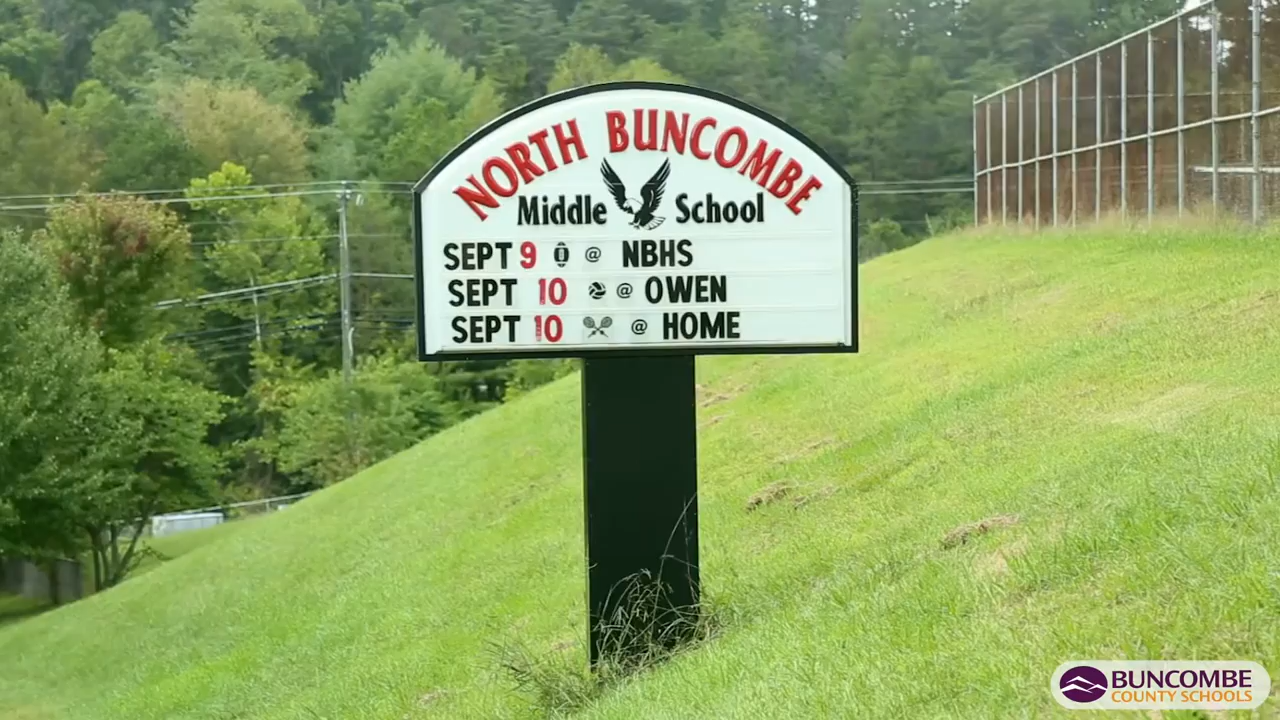 NORTH BUNCOMBE
Middle School
SEPT 9 @ NBHS
SEPT 10 @ OWEN
SEPT 10 @ HOME
BUNCOMBE
COUNTY SCHOOLS